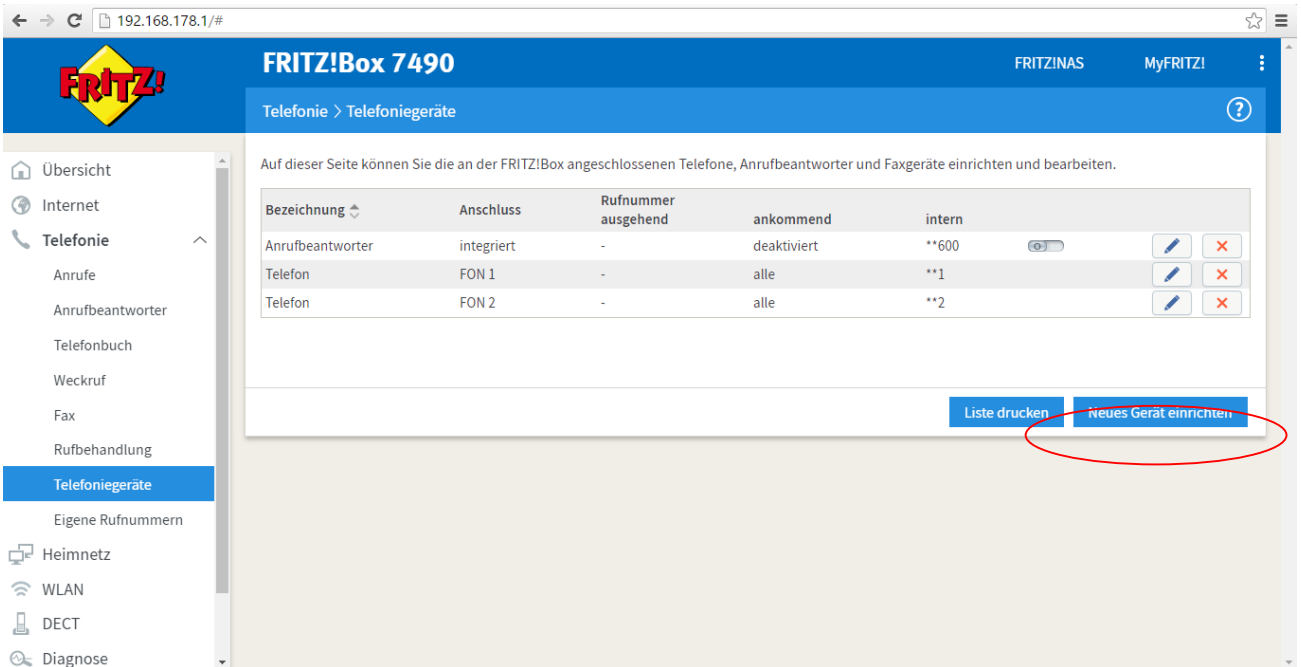 192.168.178.1/#
FRITZ!
FRITZ!Box 7490
FRITZ!NAS
MyFRITZ!
Telefonie > Telefoniegeräte
?
Übersicht
Internet
Telefonie
Anrufe
Anrufbeantworter
Telefonbuch
Weckruf
Fax
Rufbehandlung
Telefoniegeräte
Eigene Rufnummern
Heimnetz
WLAN
DECT
Diagnose
Auf dieser Seite können Sie die an der FRITZ!Box angeschlossenen Telefone, Anrufbeantworter und Faxgeräte einrichten und bearbeiten.
Bezeichnung Anschluss Rufnummer ausgehend ankommend intern
Anrufbeantworter integriert - deaktiviert **600
Telefon FON 1 - alle **1
Telefon FON 2 - alle **2
Liste drucken
Neues Gerät einrichten